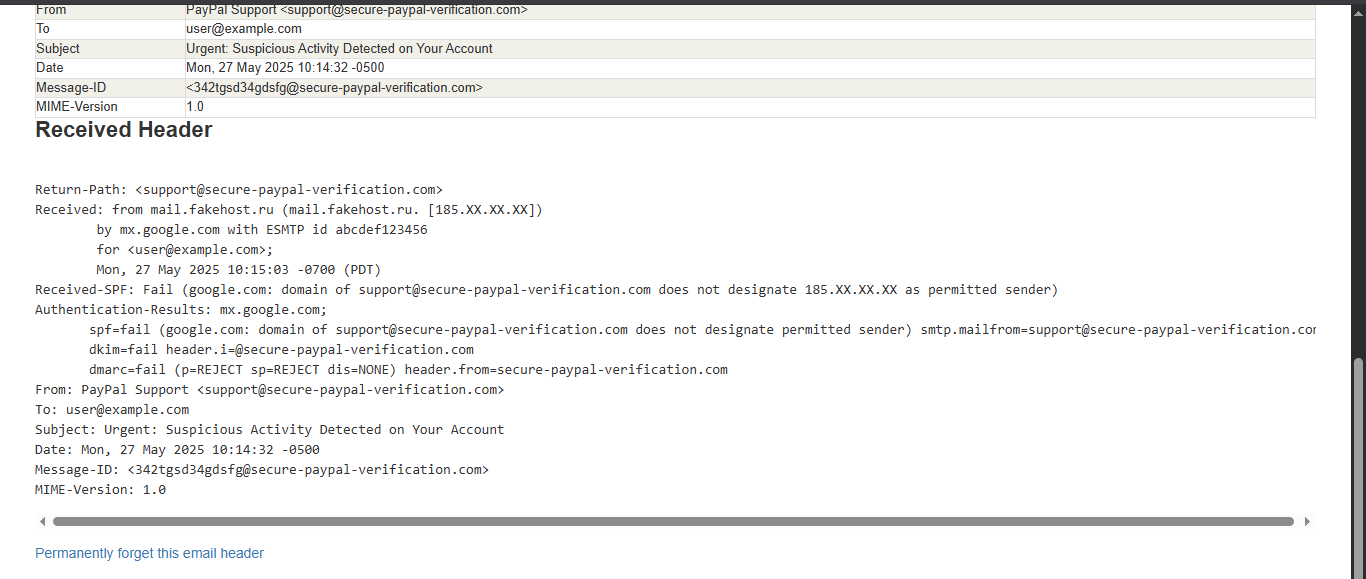 From PayPal Support <support@secure-paypal-verification.com>
To user@example.com
Subject Urgent: Suspicious Activity Detected on Your Account
Date Mon, 27 May 2025 10:14:32 -0500
Message-ID <342tgsd34gdsfg@secure-paypal-verification.com>
MIME-Version 1.0
Received Header
Return-Path: <support@secure-paypal-verification.com>
Received: from mail.fakehost.ru (mail.fakehost.ru. [185.XX.XX.XX])
by mx.google.com with ESMTP id abcdef123456
for <user@example.com>;
Mon, 27 May 2025 10:15:03 -0700 (PDT)
Received-SPF: Fail (google.com: domain of support@secure-paypal-verification.com does not designate 185.XX.XX.XX as permitted sender)
Authentication-Results: mx.google.com;
spf=fail (google.com: domain of support@secure-paypal-verification.com does not designate permitted sender) smtp.mailfrom=support@secure-paypal-verification.com
dkim=fail header.i=@secure-paypal-verification.com
dmarc=fail (p=REJECT sp=REJECT dis=NONE) header.from=secure-paypal-verification.com
From: PayPal Support <support@secure-paypal-verification.com>
To: user@example.com
Subject: Urgent: Suspicious Activity Detected on Your Account
Date: Mon, 27 May 2025 10:14:32 -0500
Message-ID: <342tgsd34gdsfg@secure-paypal-verification.com>
MIME-Version: 1.0
Permanently forget this email header